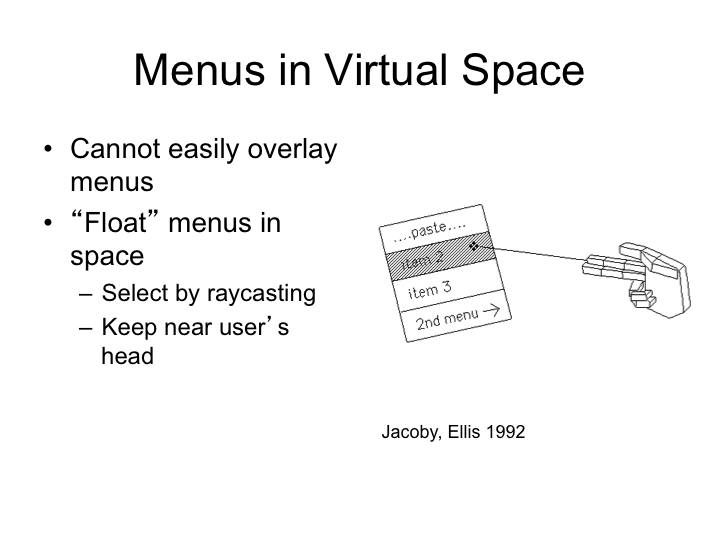 Menus in Virtual Space
• Cannot easily overlay
menus
• “Float” menus in
space
– Select by raycasting
– Keep near user’s
head
....paste....
item 2
item 3
2nd menu →
Jacoby, Ellis 1992